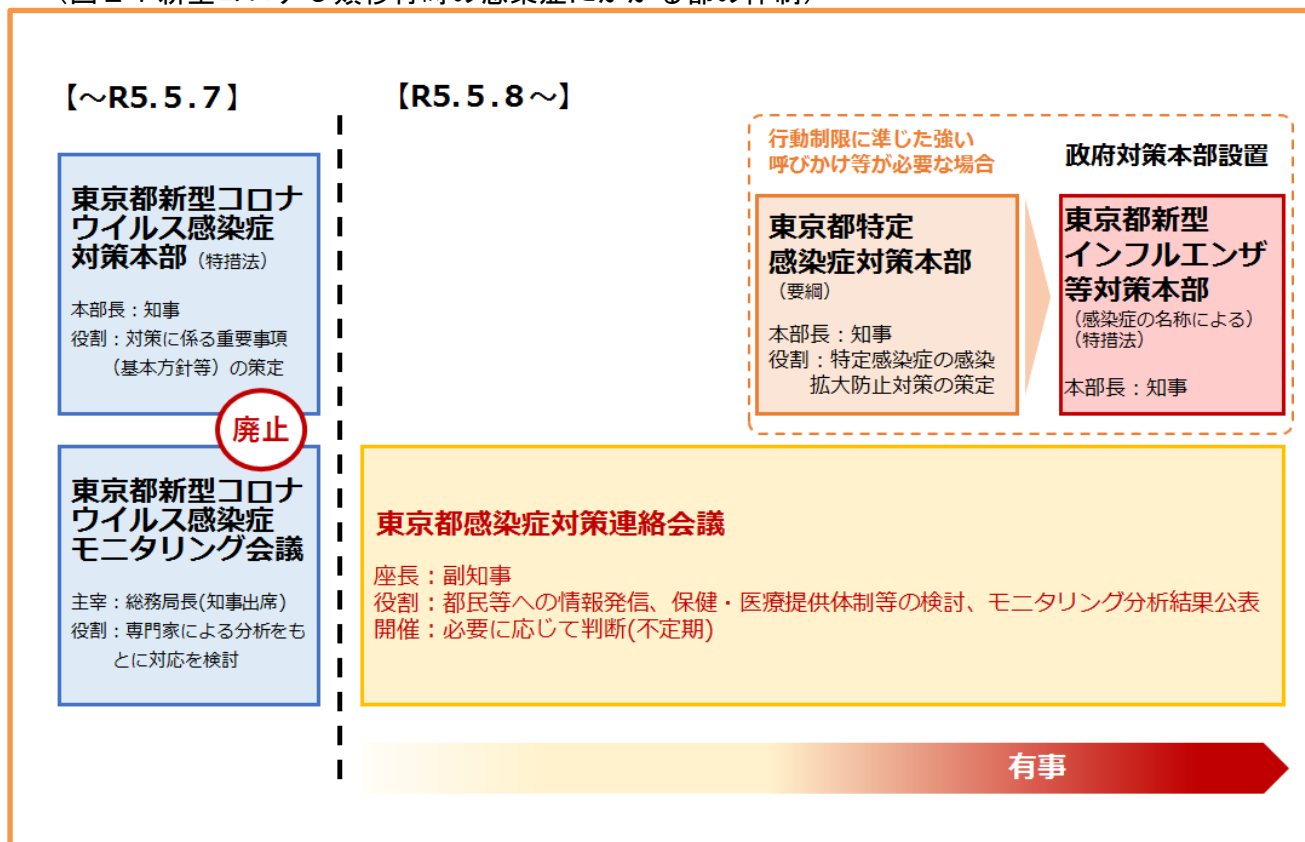 【～R5.5.7】
東京都新型コロナ
ウイルス感染症
対策本部（特措法）
本部長：知事
役割：対策に係る重要事項
（基本方針等）の策定
廃止
東京都新型コロナ
ウイルス感染症
モニタリング会議
主宰：総務局長(知事出席)
役割：専門家による分析をも
とに対応を検討
【R5.5.8～】
行動制限に準じた強い
呼びかけ等が必要な場合
東京都特定
感染症対策本部
（要綱）
本部長：知事
役割：特定感染症の感染
拡大防止対策の策定
政府対策本部設置
東京都新型
インフルエンザ
等対策本部
（感染症の名称による）
（特措法）
本部長：知事
東京都感染症対策連絡会議
座長：副知事
役割：都民等への情報発信、保健・医療提供体制等の検討、モニタリング分析結果公表
開催：必要に応じて判断(不定期)
有事